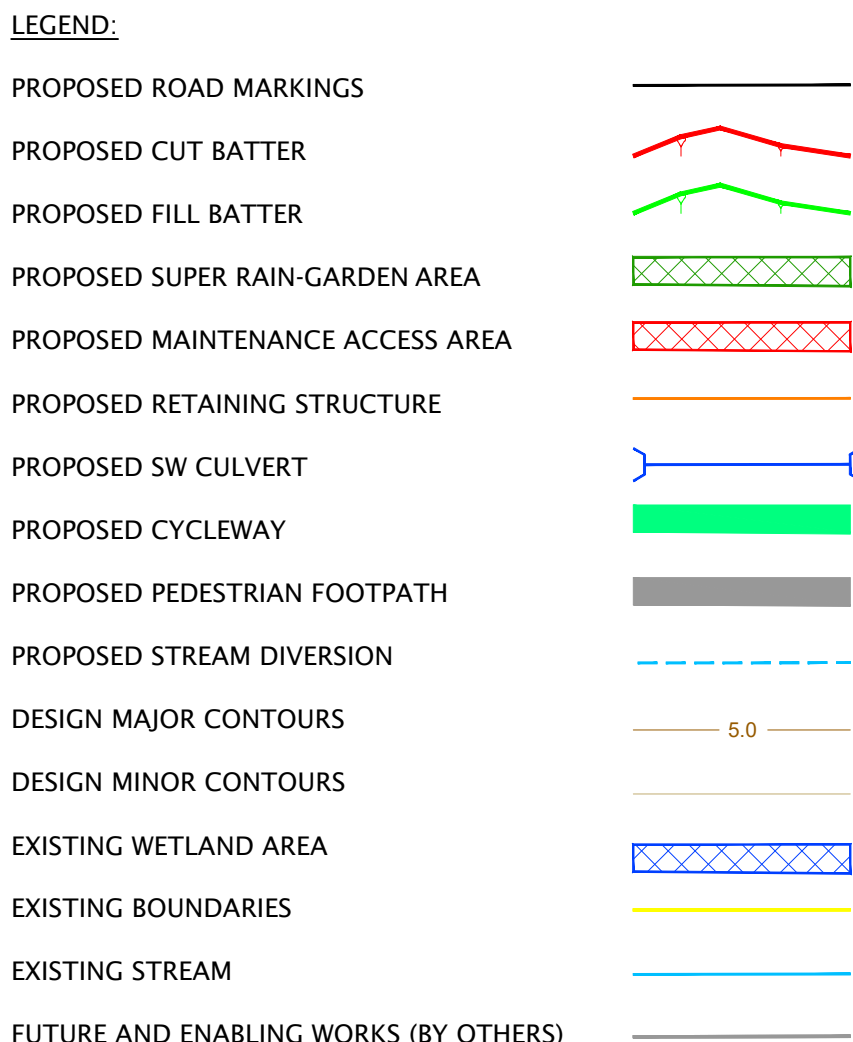 LEGEND:
PROPOSED ROAD MARKINGS
PROPOSED CUT BATTER
PROPOSED FILL BATTER
PROPOSED SUPER RAIN-GARDEN AREA
PROPOSED MAINTENANCE ACCESS AREA
PROPOSED RETAINING STRUCTURE
PROPOSED SW CULVERT
PROPOSED CYCLEWAY
PROPOSED PEDESTRIAN FOOTPATH
PROPOSED STREAM DIVERSION
DESIGN MAJOR CONTOURS 5.0
DESIGN MINOR CONTOURS
EXISTING WETLAND AREA
EXISTING BOUNDARIES
EXISTING STREAM
FUTURE AND ENABLING WORKS (BY OTHERS)